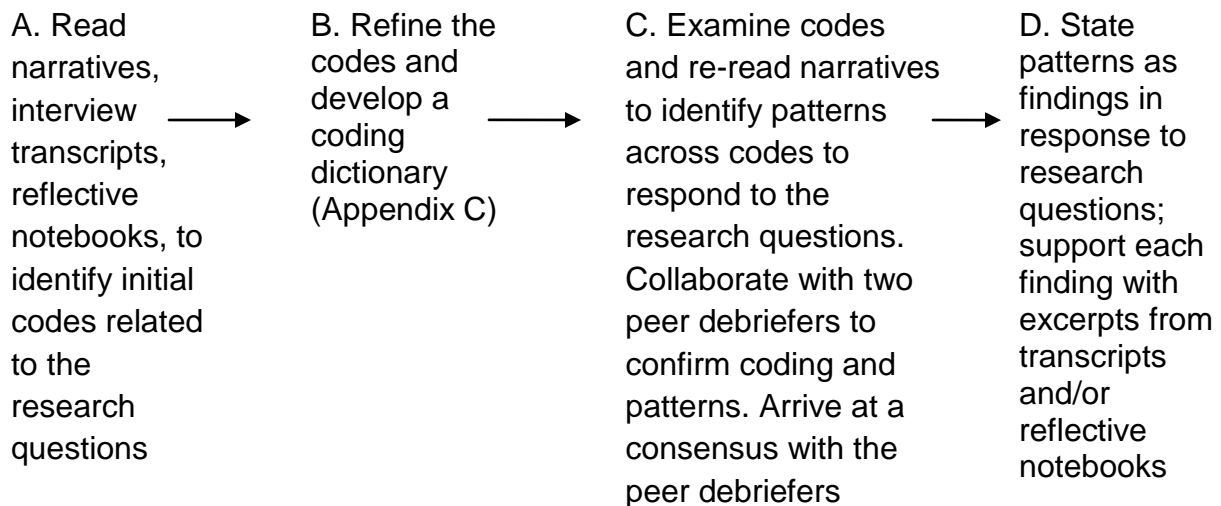 A. Read
narratives,
interview
transcripts,
reflective
notebooks, to
identify initial
codes related
to the
research
questions
B. Refine the
codes and
develop a
coding
dictionary
(Appendix C)
C. Examine codes
and re-read narratives
to identify patterns
across codes to
respond to the
research questions.
Collaborate with two
peer debriefers to
confirm coding and
patterns. Arrive at a
consensus with the
peer debriefers
D. State
patterns as
findings in
response to
research
questions;
support each
finding with
excerpts from
transcripts
and/or
reflective
notebooks